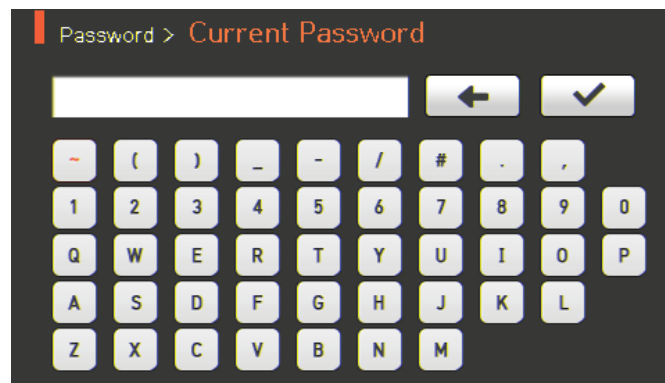 Password > Current Password
~ ( ) _ - / # . ,
1 2 3 4 5 6 7 8 9 0
Q W E R T Y U I O P
A S D F G H J K L
Z X C V B N M